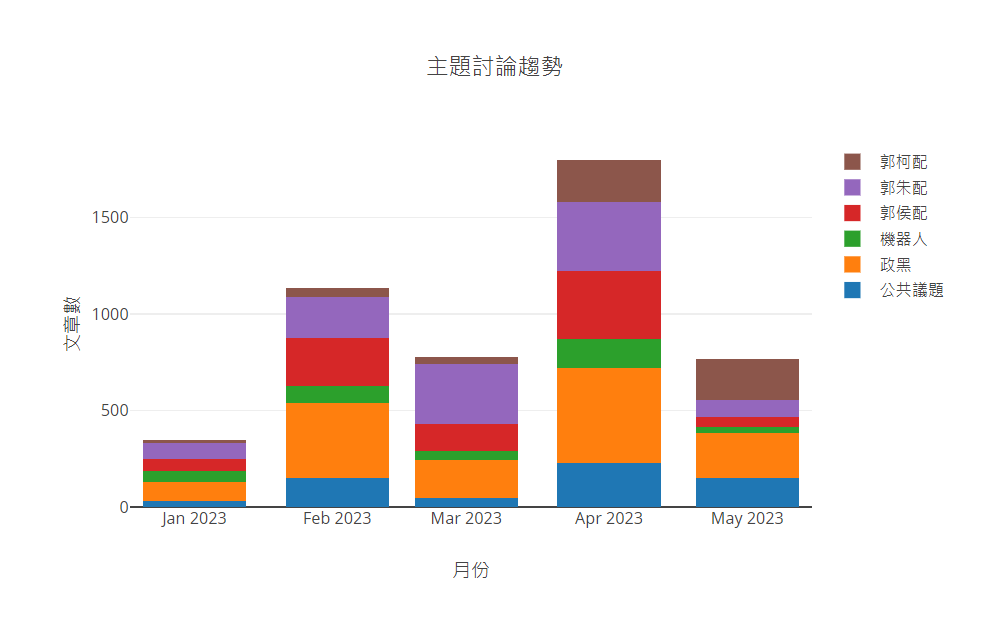 主題討論趨勢
文章數
1500
1000
500
0
Jan 2023
Feb 2023
Mar 2023
Apr 2023
May 2023
月份
郭柯配
郭朱配
郭侯配
機器人
政黑
公共議題